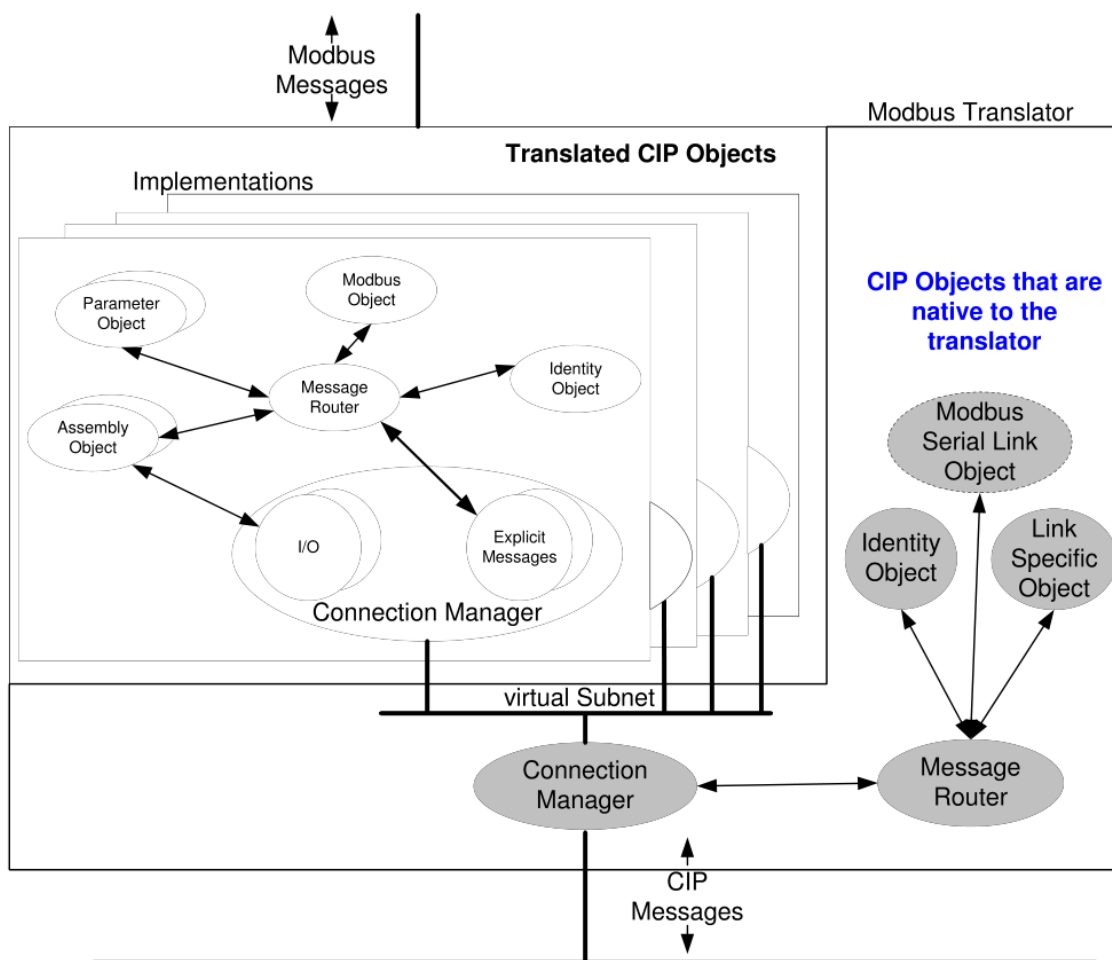 Modbus
Messages
Modbus Translator
Translated CIP Objects
Implementations
Parameter
Object
Modbus
Object
Identity
Object
Message
Router
Assembly
Object
I/O
Explicit
Messages
Connection Manager
CIP Objects that are
native to the
translator
Modbus
Serial Link
Object
Identity
Object
Link
Specific
Object
virtual Subnet
Connection
Manager
Message
Router
CIP
Messages